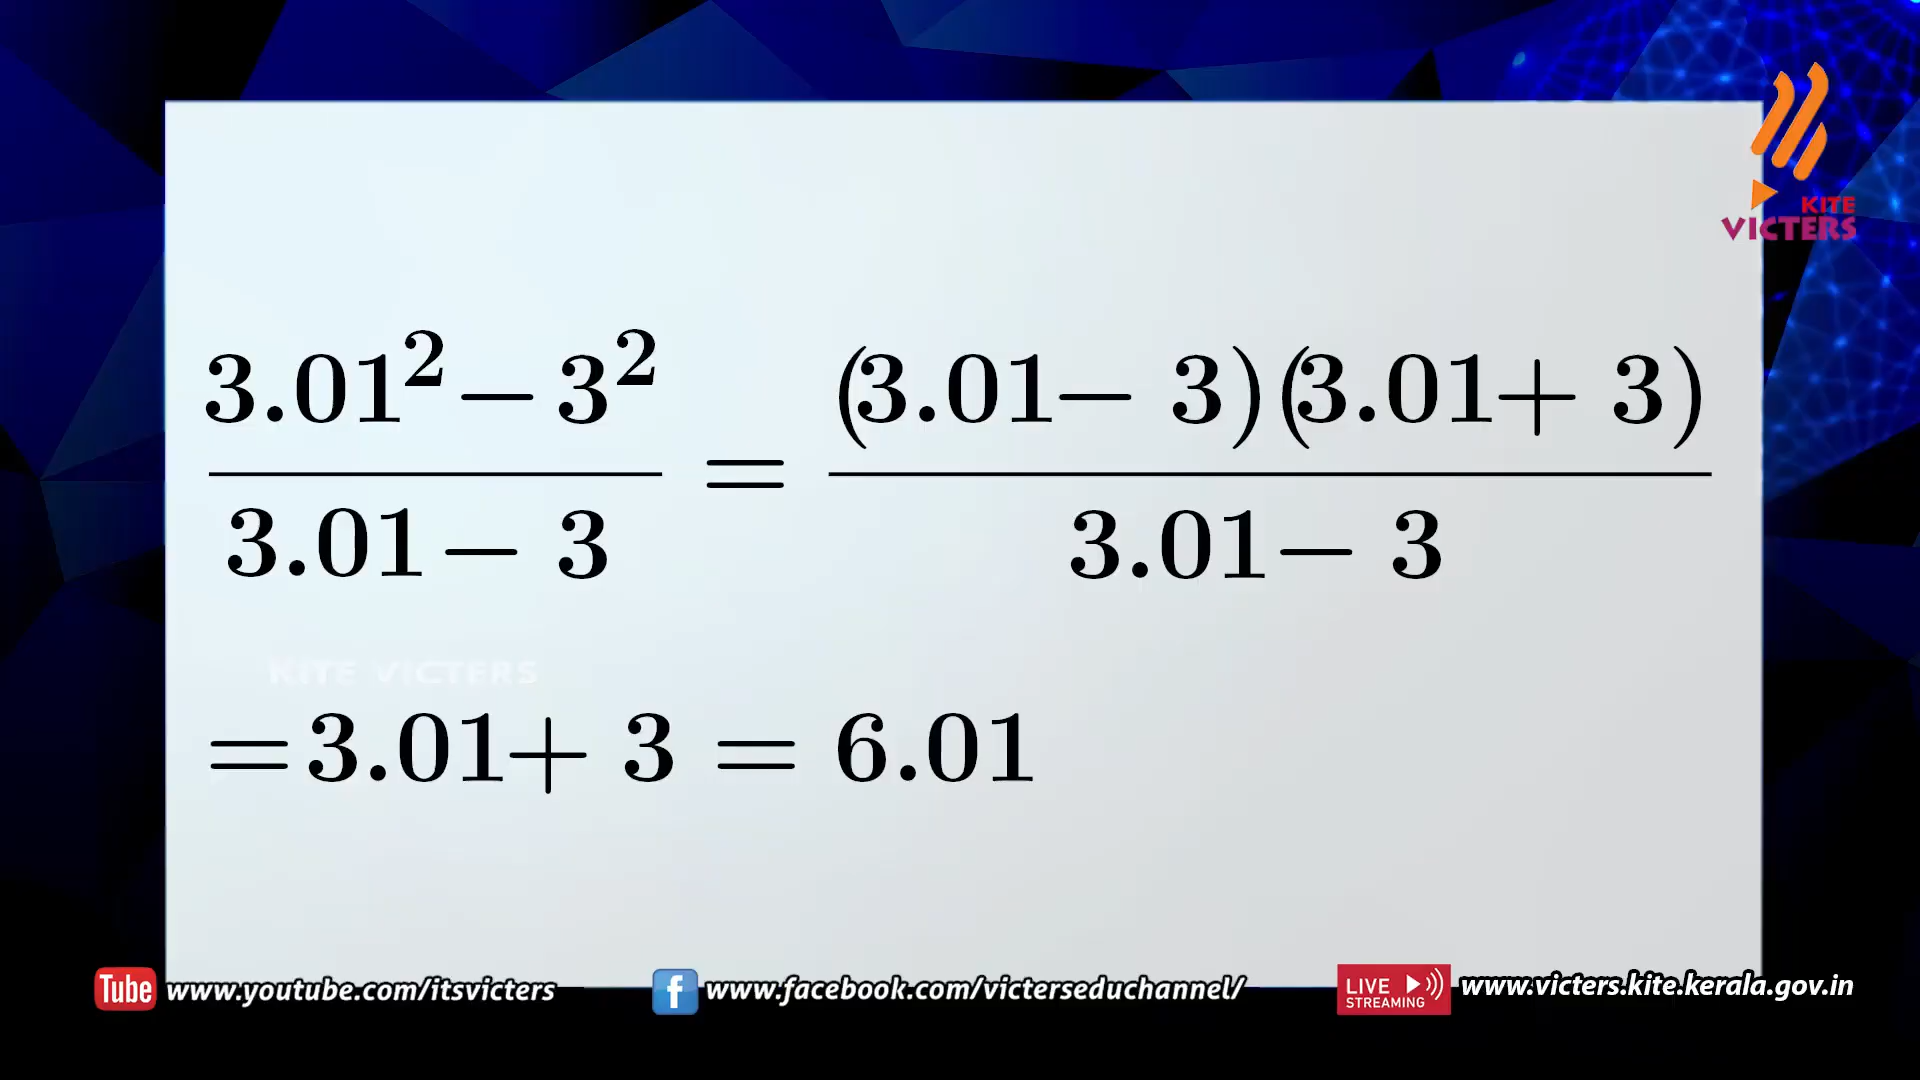 KITE
VICTERS
3.01² − 3² / 3.01 − 3 = (3.01 − 3)(3.01 + 3) / 3.01 − 3
KITE VICTERS
= 3.01 + 3 = 6.01
Tube www.youtube.com/itsvicters f www.facebook.com/victerseduchannel/ LIVE STREAMING www.victers.kite.kerala.gov.in